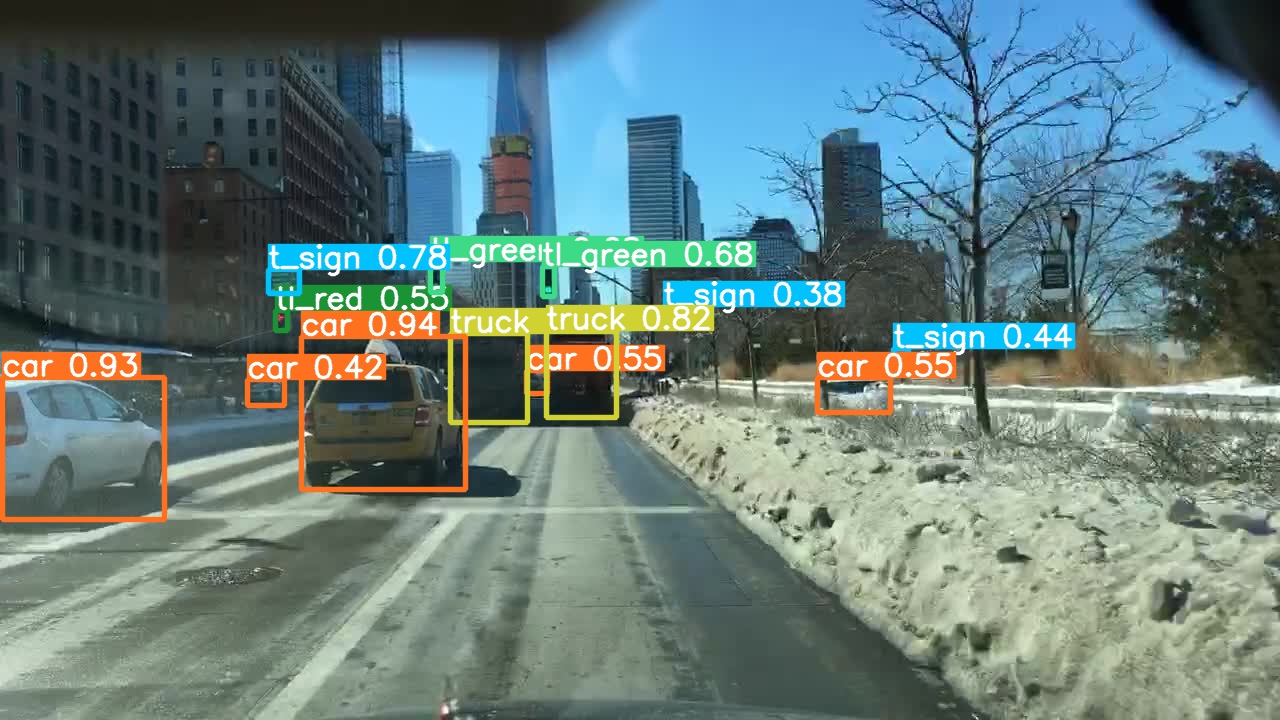 tl_green
tl_green 0.68
t_sign 0.78
t_sign 0.38
tl_red 0.55
truck 0.82
truck
car 0.94
t_sign 0.44
car 0.55
car 0.93
car 0.42
car 0.55